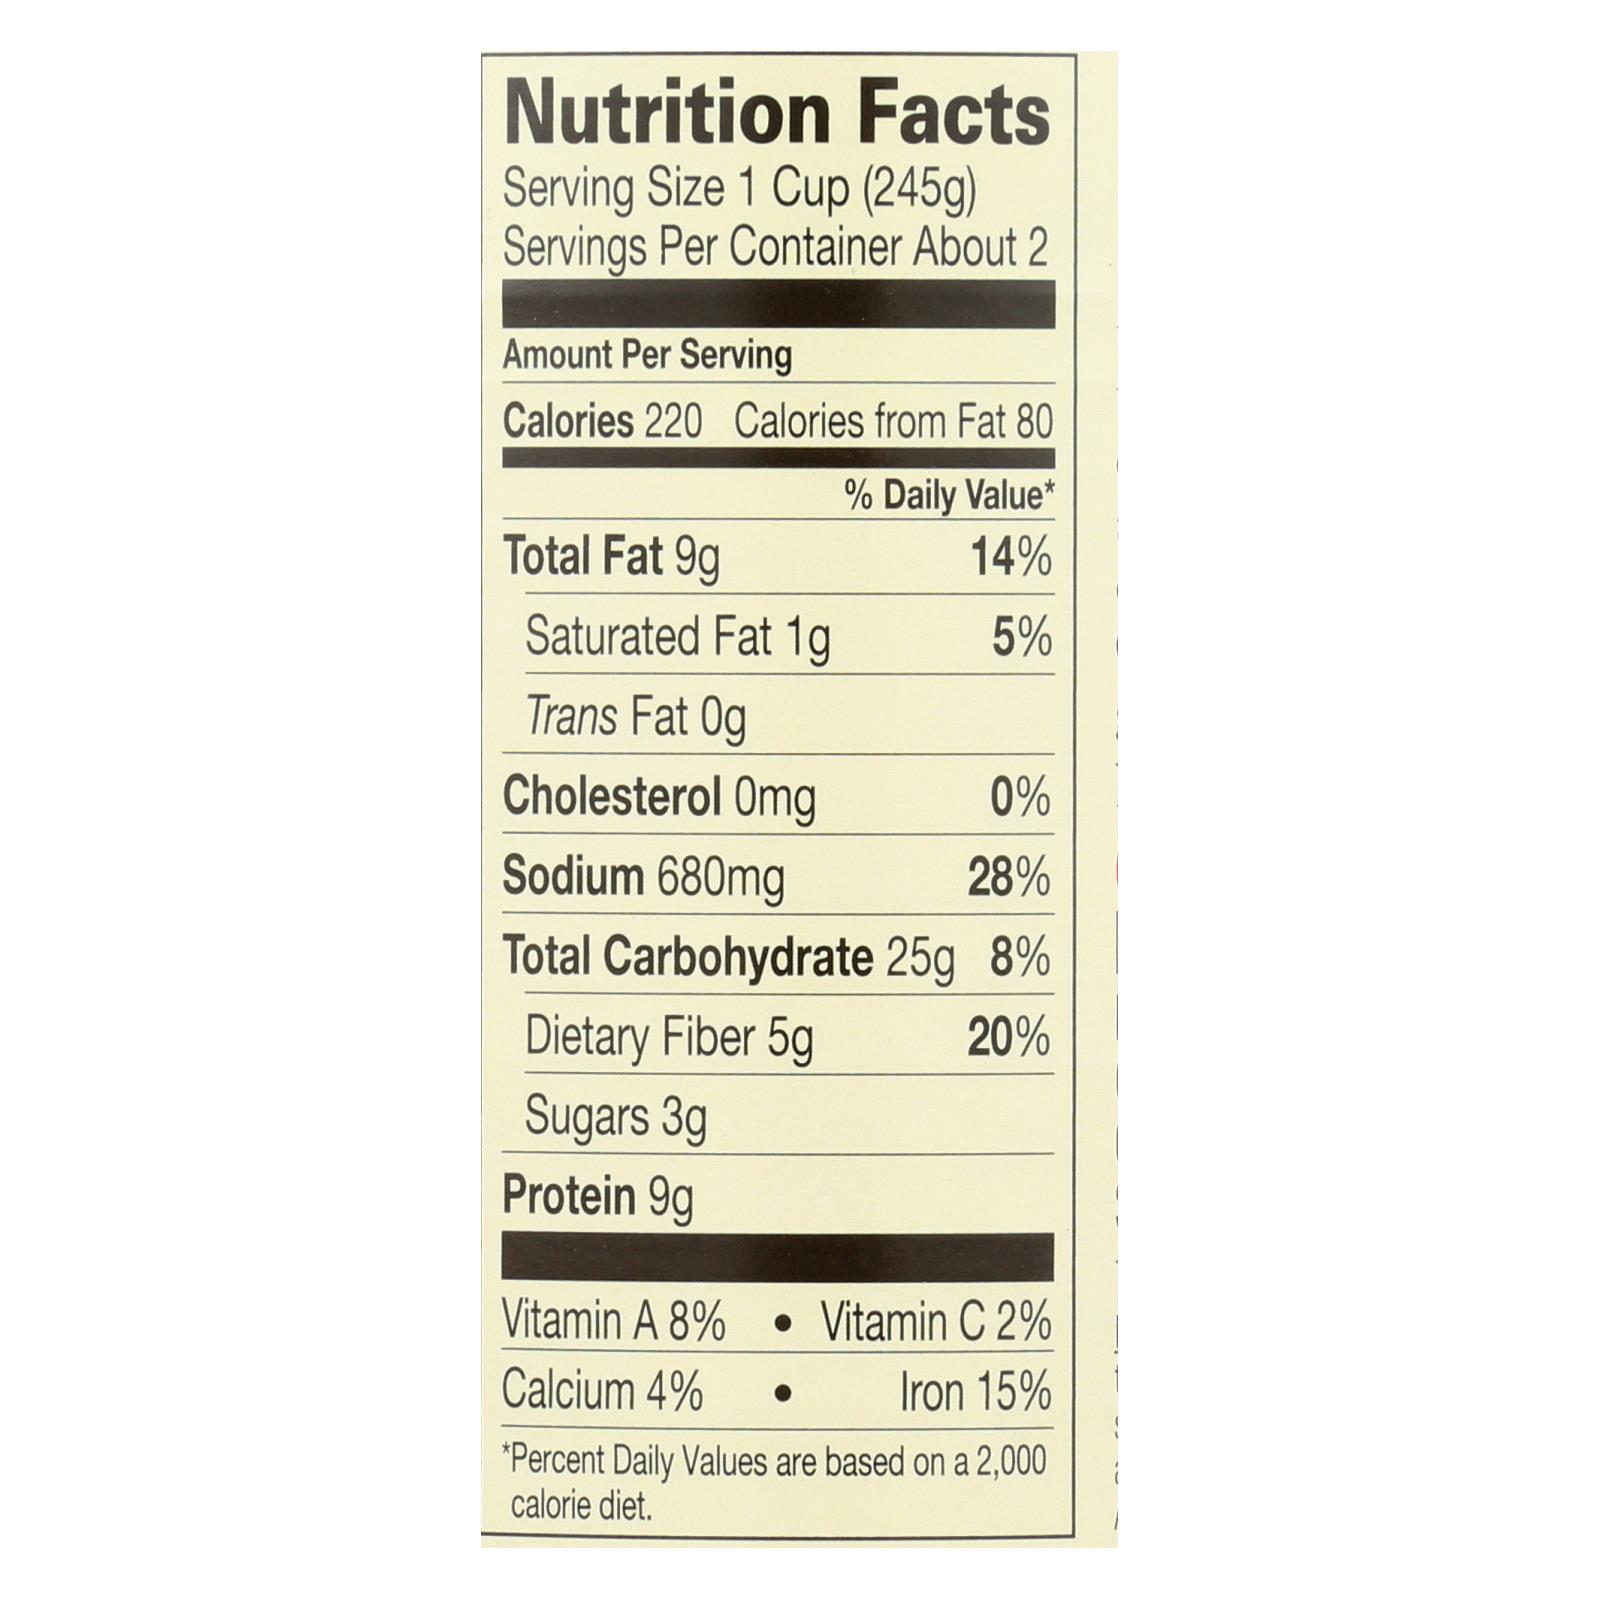 Nutrition Facts
Serving Size 1 Cup (245g)
Servings Per Container About 2
Amount Per Serving
Calories 220 Calories from Fat 80
% Daily Value*
Total Fat 9g 14%
Saturated Fat 1g 5%
Trans Fat 0g
Cholesterol 0mg 0%
Sodium 680mg 28%
Total Carbohydrate 25g 8%
Dietary Fiber 5g 20%
Sugars 3g
Protein 9g
Vitamin A 8% • Vitamin C 2%
Calcium 4% • Iron 15%
*Percent Daily Values are based on a 2,000
calorie diet.